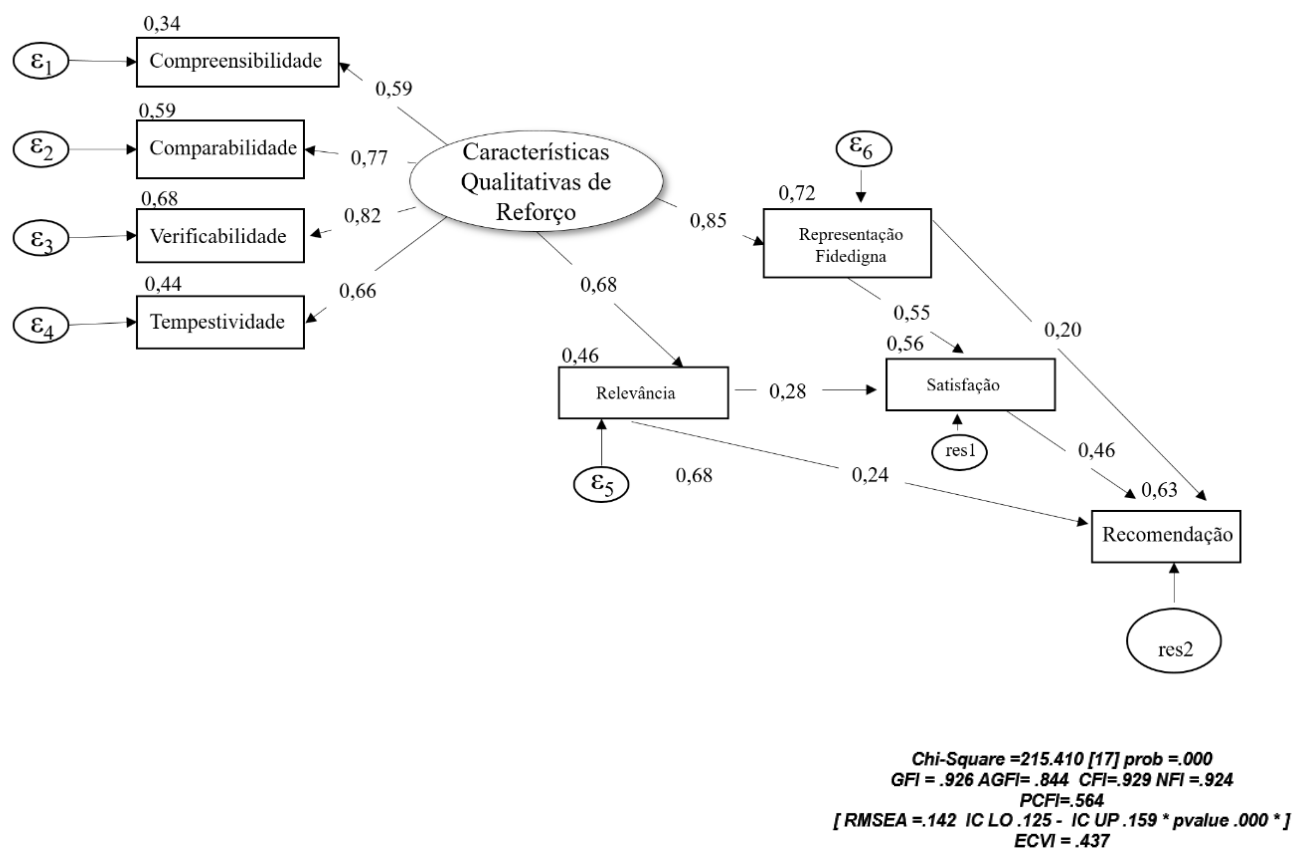 0,34
ε1
Compreensibilidade
0,59
0,59
ε2
Comparabilidade
0,77
Características
Qualitativas de
Reforço
ε6
0,68
ε3
Verificabilidade
0,82
0,85
0,72
Representação
Fidedigna
0,44
ε4
Tempestividade
0,66
0,68
0,55
0,20
0,46
Relevância
0,28
0,56
Satisfação
res1
0,46
ε5
0,68
0,24
0,63
Recomendação
res2
Chi-Square =215.410 [17] prob =.000
GFI = .926 AGFI= .844 CFI=.929 NFI =.924
PCFI=.564
[ RMSEA =.142 IC LO .125 - IC UP .159 * pvalue .000 * ]
ECVI = .437